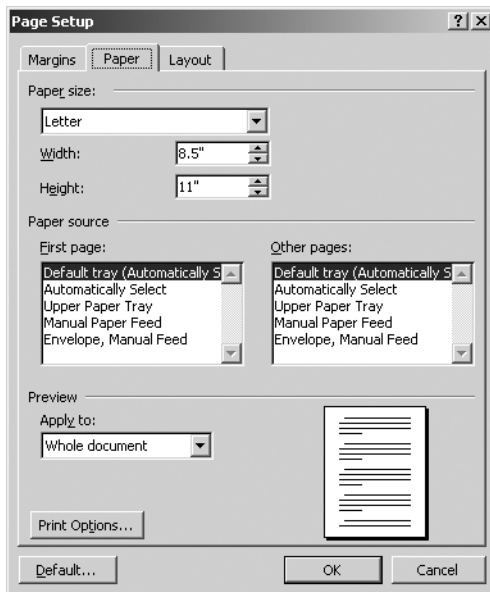 Page Setup
Margins Paper Layout
Paper size:
Letter
Width: 8.5"
Height: 11"
Paper source
First page: Other pages:
Default tray (Automatically S Default tray (Automatically S
Automatically Select Automatically Select
Upper Paper Tray Upper Paper Tray
Manual Paper Feed Manual Paper Feed
Envelope, Manual Feed Envelope, Manual Feed
Preview
Apply to:
Whole document
Print Options...
Default... OK Cancel